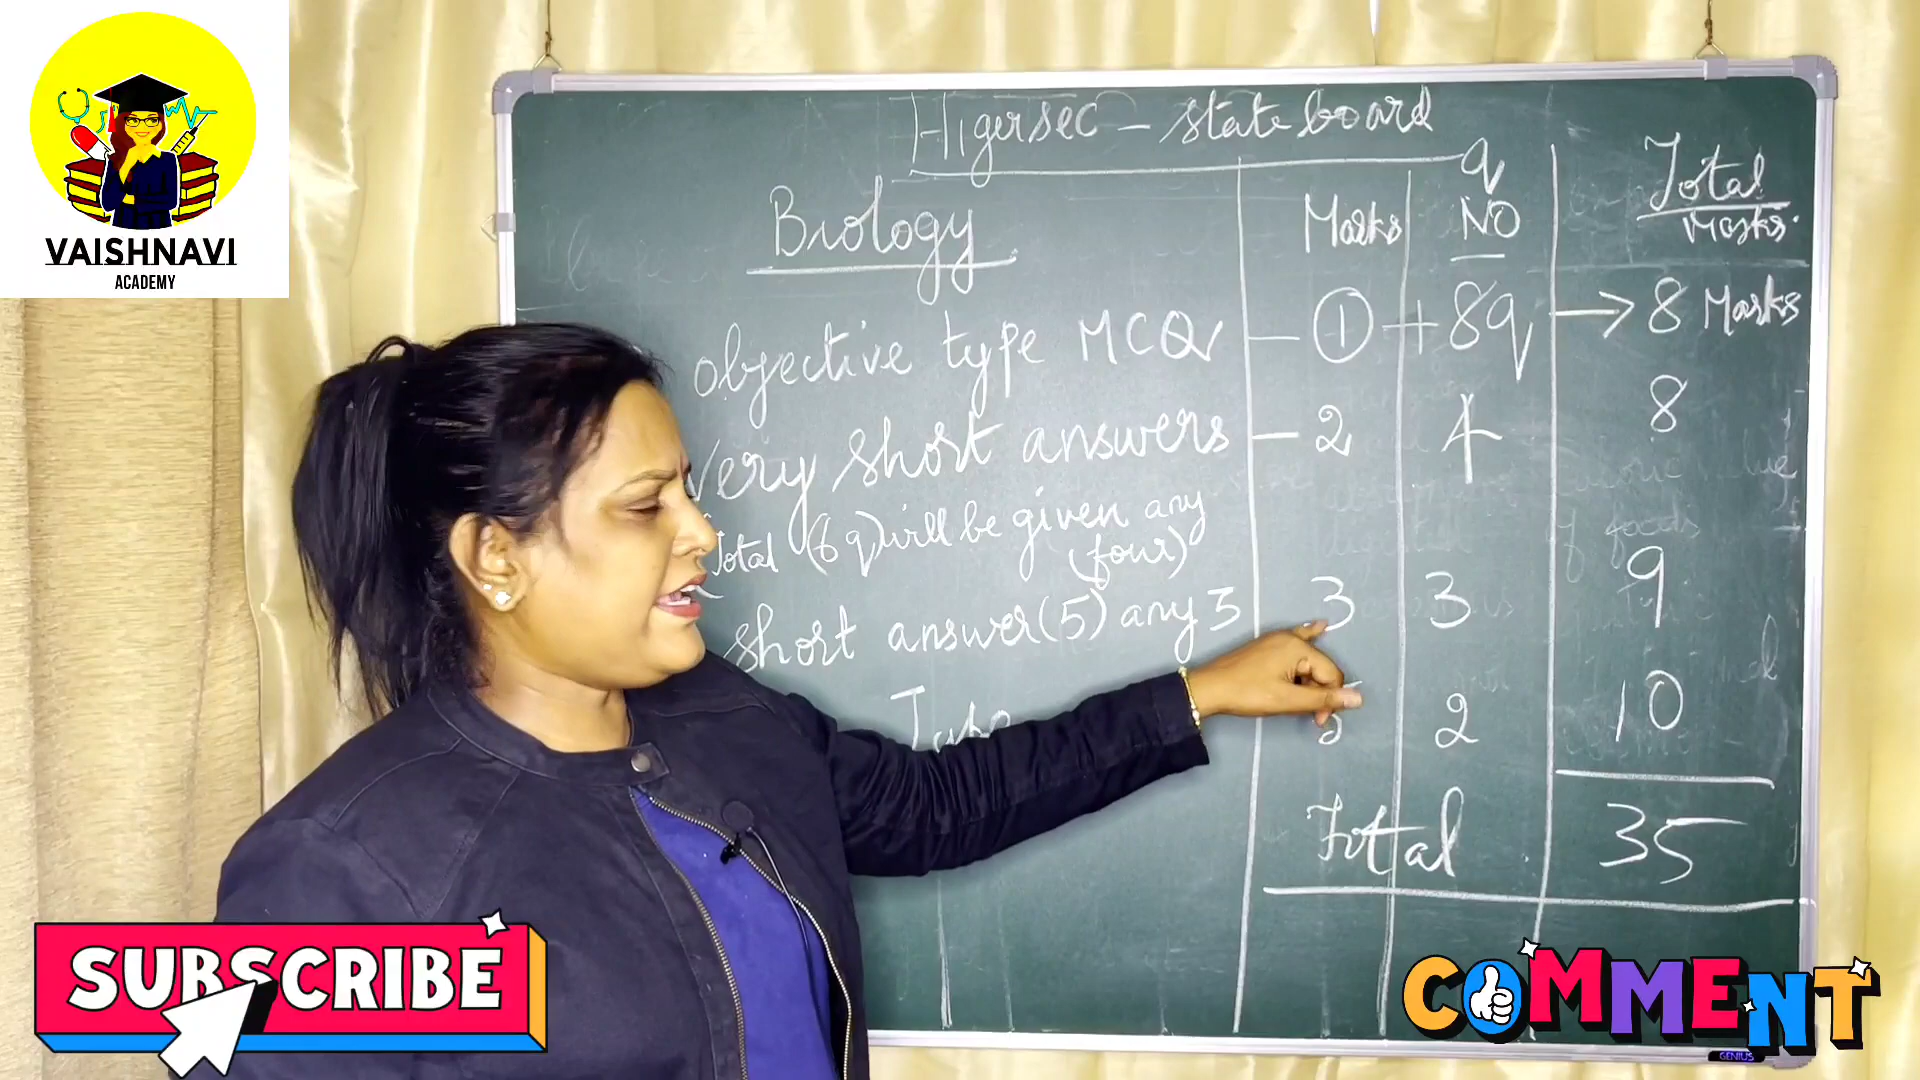 VAISHNAVI
ACADEMY
Higersec - state board
Biology Marks q NO Total Marks.
objective type MCQ - 1 + 8q → 8 Marks
Very short answers - 2 4 8
Total (6 q) will be given any
(four)
short answer (5) any 3 3 3 9
Type 2 10
Total 35
SUBSCRIBE
COMMENT
GENIUS